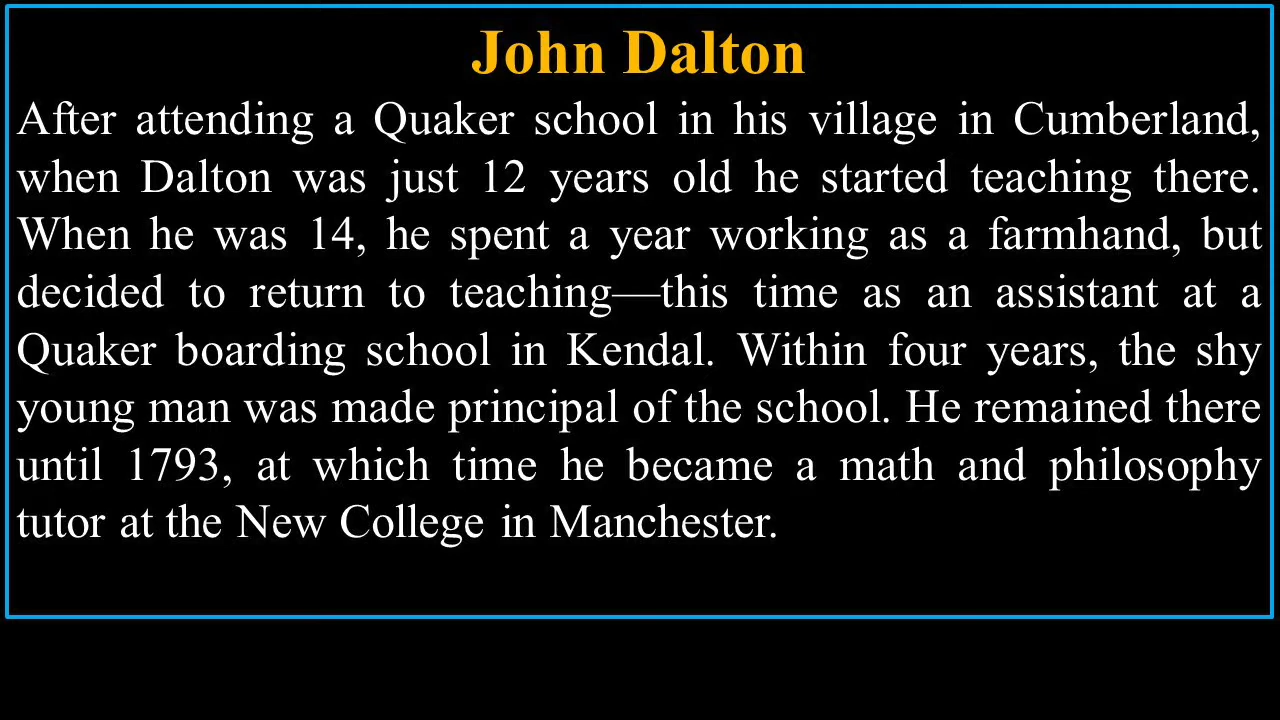 John Dalton
After attending a Quaker school in his village in Cumberland,
when Dalton was just 12 years old he started teaching there.
When he was 14, he spent a year working as a farmhand, but
decided to return to teaching—this time as an assistant at a
Quaker boarding school in Kendal. Within four years, the shy
young man was made principal of the school. He remained there
until 1793, at which time he became a math and philosophy
tutor at the New College in Manchester.